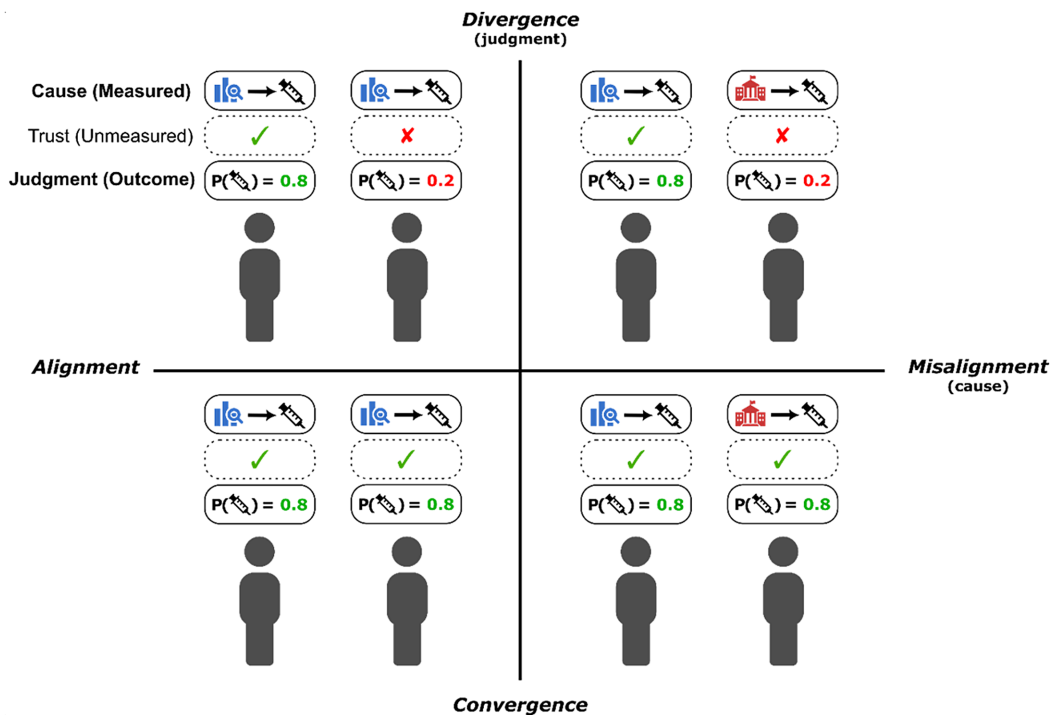 Divergence
(judgment)
Cause (Measured)
Trust (Unmeasured)
✓ ✘ ✓ ✘
Judgment (Outcome)
P( ) = 0.8 P( ) = 0.2 P( ) = 0.8 P( ) = 0.2
Alignment
Misalignment
(cause)
✓ ✓ ✓ ✓
P( ) = 0.8 P( ) = 0.8 P( ) = 0.8 P( ) = 0.8
Convergence